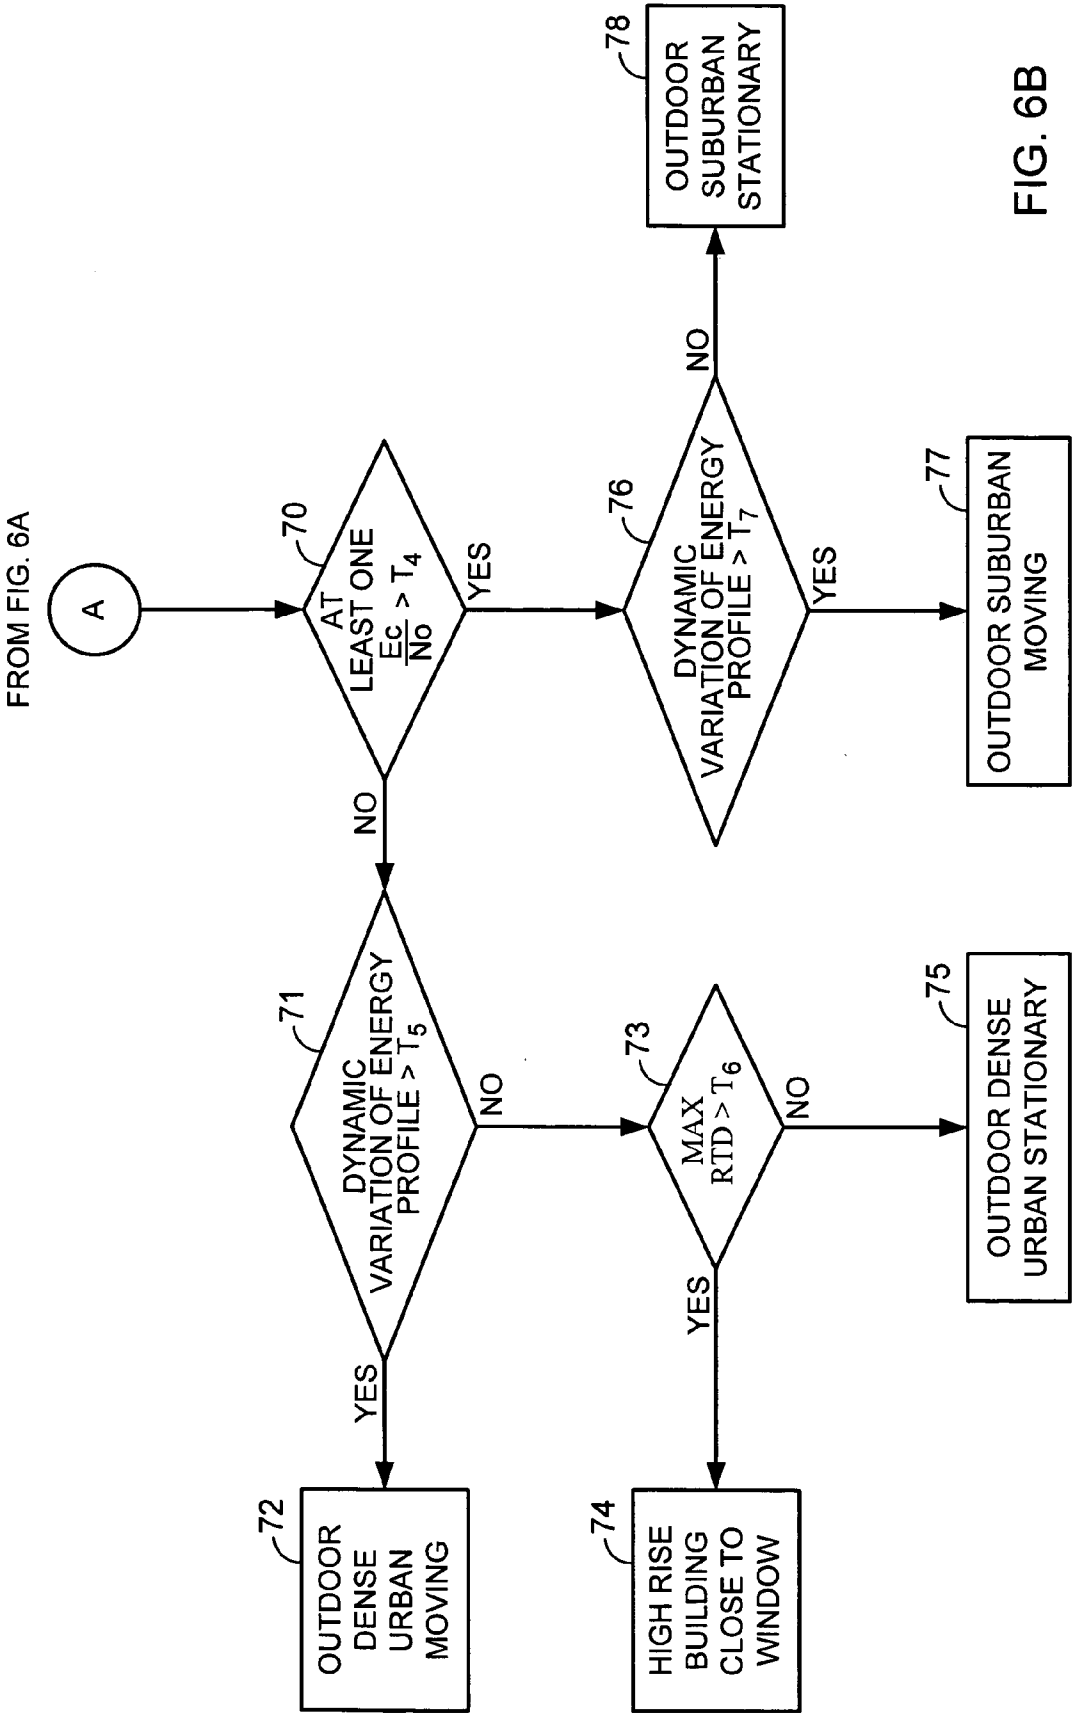 FROM FIG. 6A
A
70
AT
LEAST ONE
Ec
No
> T4
NO
YES
71
DYNAMIC
VARIATION OF ENERGY
PROFILE > T5
YES
NO
72
OUTDOOR
DENSE
URBAN
MOVING
73
MAX
RTD > T6
YES
NO
74
HIGH RISE
BUILDING
CLOSE TO
WINDOW
75
OUTDOOR DENSE
URBAN STATIONARY
76
DYNAMIC
VARIATION OF ENERGY
PROFILE > T7
NO
YES
77
OUTDOOR SUBURBAN
MOVING
78
OUTDOOR
SUBURBAN
STATIONARY
FIG. 6B